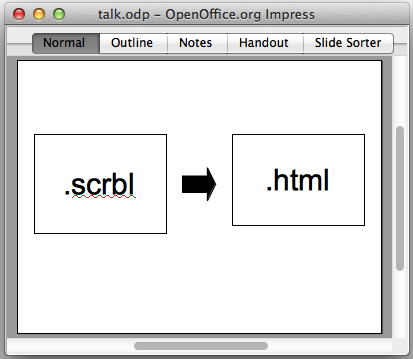 talk.odp – OpenOffice.org Impress
Normal Outline Notes Handout Slide Sorter
.scrbl .html